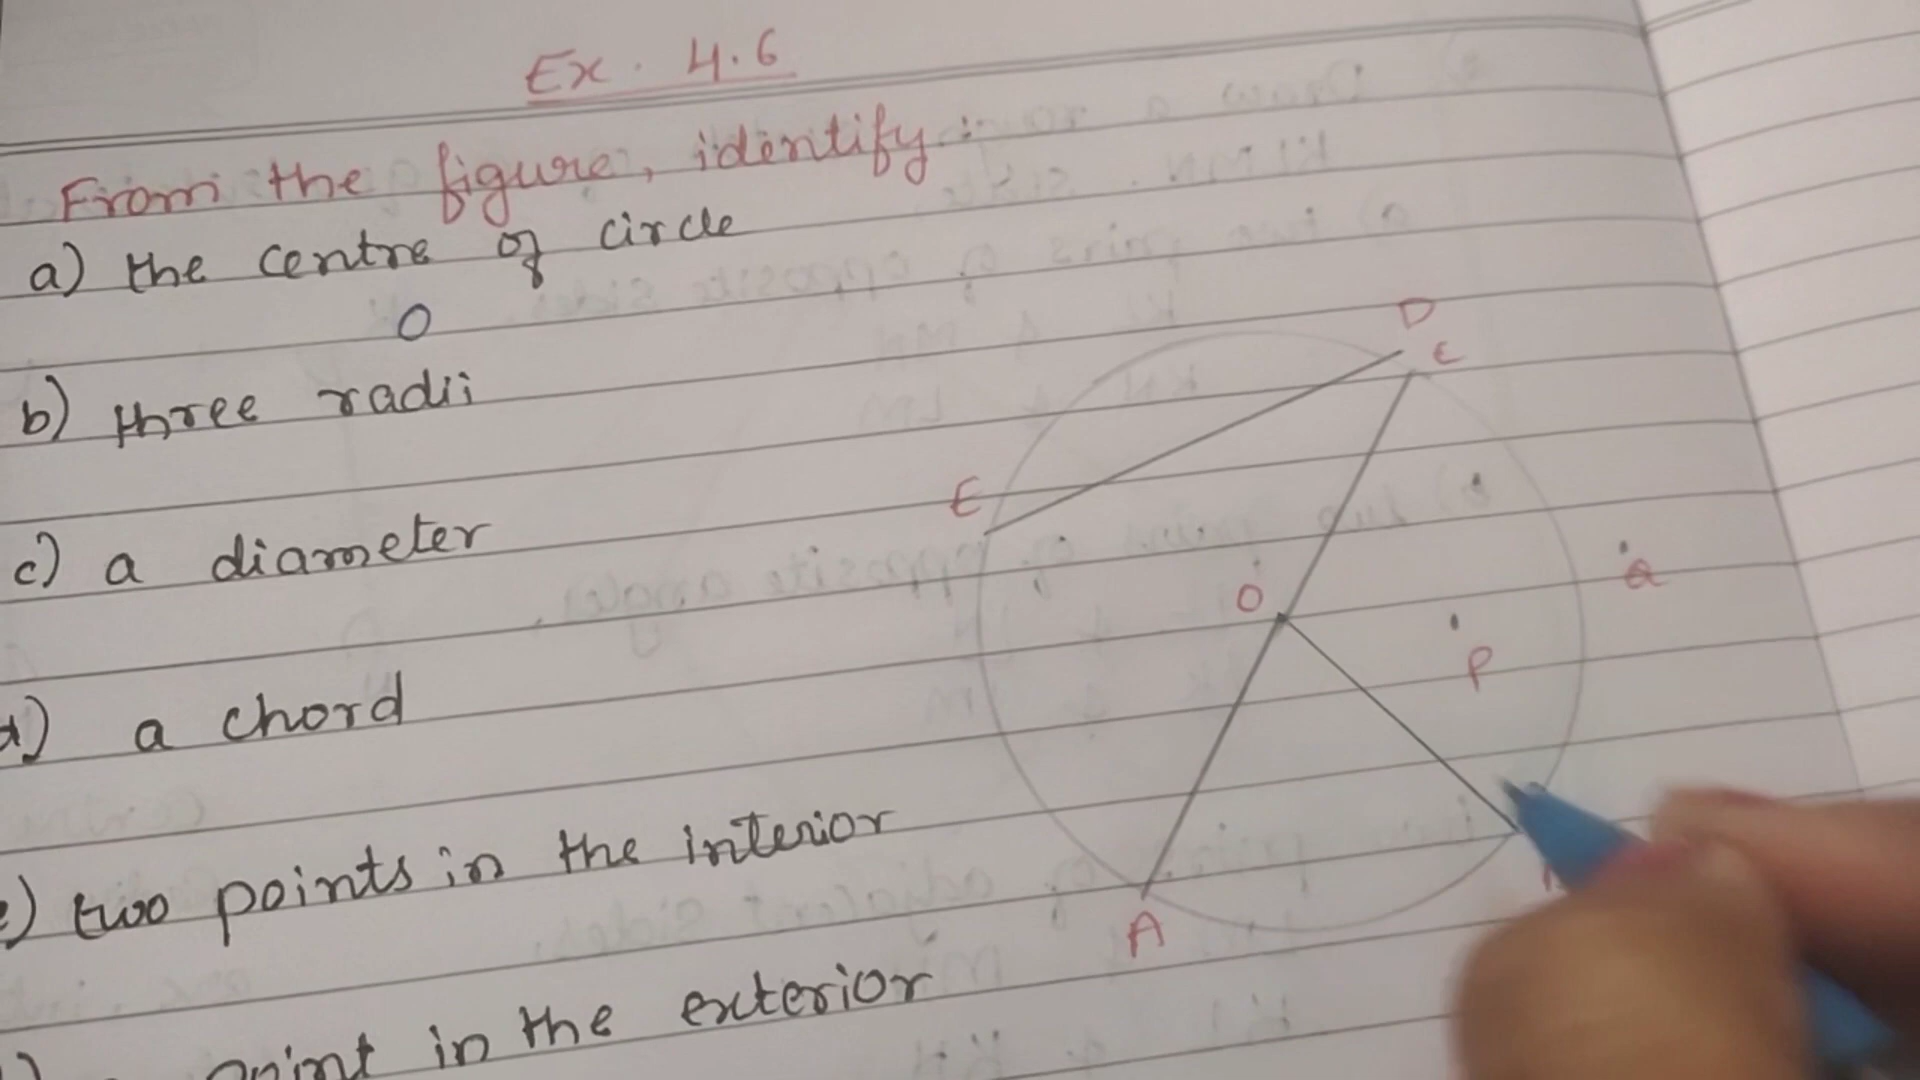 Ex. 4.6
From the figure, identify:
a) the centre of circle
O
b) three radii
c) a diameter
d) a chord
e) two points in the interior
point in the exterior
D
C
E
O
Q
P
A